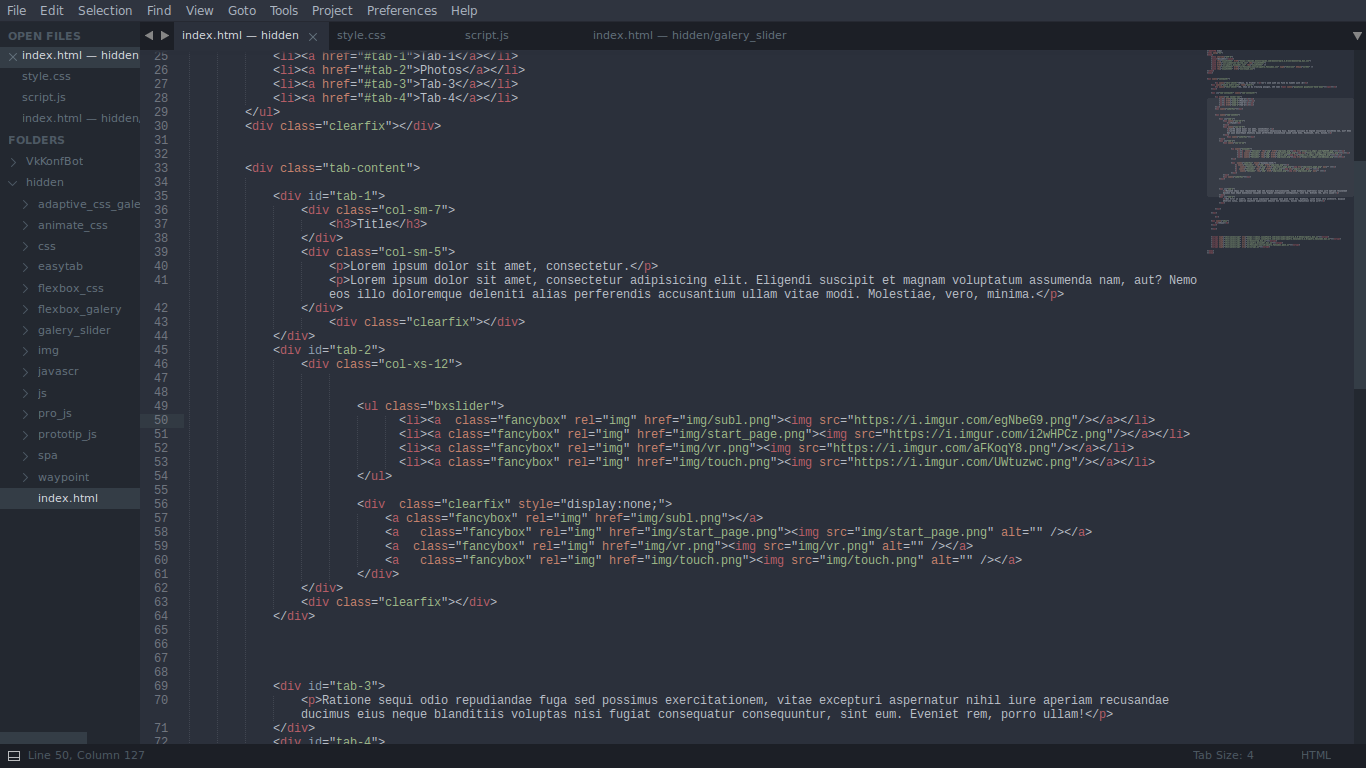 File Edit Selection Find View Goto Tools Project Preferences Help
OPEN FILES
index.html — hidden
style.css
script.js
index.html — hidden
FOLDERS
VkKonfBot
hidden
adaptive_css_gale
animate_css
css
easytab
flexbox_css
flexbox_galery
galery_slider
img
javascr
js
pro_js
prototip_js
spa
waypoint
index.html
index.html — hidden style.css script.js index.html — hidden/galery_slider
25 <li><a href="#tab-1">Tab-1</a></li>
26 <li><a href="#tab-2">Photos</a></li>
27 <li><a href="#tab-3">Tab-3</a></li>
28 <li><a href="#tab-4">Tab-4</a></li>
29 </ul>
30 <div class="clearfix"></div>
31
32
33 <div class="tab-content">
34
35 <div id="tab-1">
36 <div class="col-sm-7">
37 <h3>Title</h3>
38 </div>
39 <div class="col-sm-5">
40 <p>Lorem ipsum dolor sit amet, consectetur.</p>
41 <p>Lorem ipsum dolor sit amet, consectetur adipisicing elit. Eligendi suscipit et magnam voluptatum assumenda nam, aut? Nemo
eos illo doloremque deleniti alias perferendis accusantium ullam vitae modi. Molestiae, vero, minima.</p>
42 </div>
43 <div class="clearfix"></div>
44 </div>
45 <div id="tab-2">
46 <div class="col-xs-12">
47
48
49 <ul class="bxslider">
50 <li><a  class="fancybox" rel="img" href="img/subl.png"><img src="https://i.imgur.com/egNbeG9.png"/></a></li>
51 <li><a class="fancybox" rel="img" href="img/start_page.png"><img src="https://i.imgur.com/i2wHPCz.png"/></a></li>
52 <li><a class="fancybox" rel="img" href="img/vr.png"><img src="https://i.imgur.com/aFKoqY8.png"/></a></li>
53 <li><a class="fancybox" rel="img" href="img/touch.png"><img src="https://i.imgur.com/UWtuzwc.png"/></a></li>
54 </ul>
55
56 <div  class="clearfix" style="display:none;">
57 <a class="fancybox" rel="img" href="img/subl.png"></a>
58 <a   class="fancybox" rel="img" href="img/start_page.png"><img src="img/start_page.png" alt="" /></a>
59 <a  class="fancybox" rel="img" href="img/vr.png"><img src="img/vr.png" alt="" /></a>
60 <a   class="fancybox" rel="img" href="img/touch.png"><img src="img/touch.png" alt="" /></a>
61 </div>
62 </div>
63 <div class="clearfix"></div>
64 </div>
65
66
67
68
69 <div id="tab-3">
70 <p>Ratione sequi odio repudiandae fuga sed possimus exercitationem, vitae excepturi aspernatur nihil iure aperiam recusandae
ducimus eius neque blanditiis voluptas nisi fugiat consequatur consequuntur, sint eum. Eveniet rem, porro ullam!</p>
71 </div>
72 <div id="tab-4">
Line 50, Column 127 Tab Size: 4 HTML